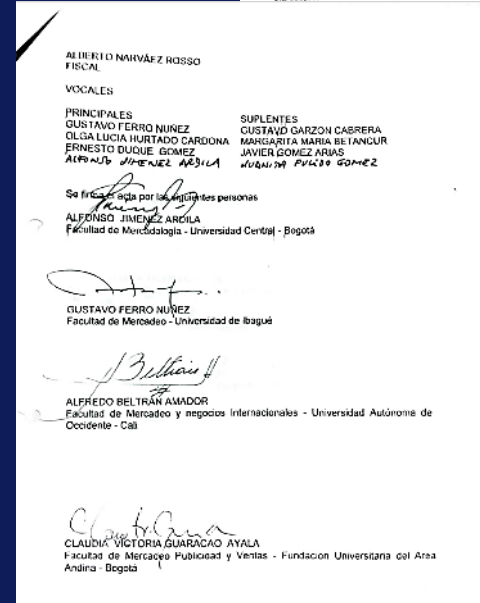 ALBERTO NARVÁEZ ROSSO
FISCAL
VOCALES
PRINCIPALES
GUSTAVO FERRO NUÑEZ
OLGA LUCIA HURTADO CARDONA
ERNESTO DUQUE GOMEZ
ALFONSO JIMENEZ ARDILA
SUPLENTES
GUSTAVO GARZON CABRERA
MARGARITA MARIA BETANCUR
JAVIER GOMEZ ARIAS
JUANITA PULIDO GOMEZ
Se firma el acta por las siguientes personas
ALFONSO JIMENEZ ARDILA
Facultad de Mercadología - Universidad Central - Bogotá
GUSTAVO FERRO NUÑEZ
Facultad de Mercadeo - Universidad de Ibagué
Beltrán
ALFREDO BELTRÁN AMADOR
Facultad de Mercadeo y negocios Internacionales - Universidad Autónoma de
Occidente - Cali
CLAUDIA VICTORIA GUARACAO AYALA
Facultad de Mercadeo Publicidad y Ventas - Fundacion Universitaria del Area
Andina - Bogotá